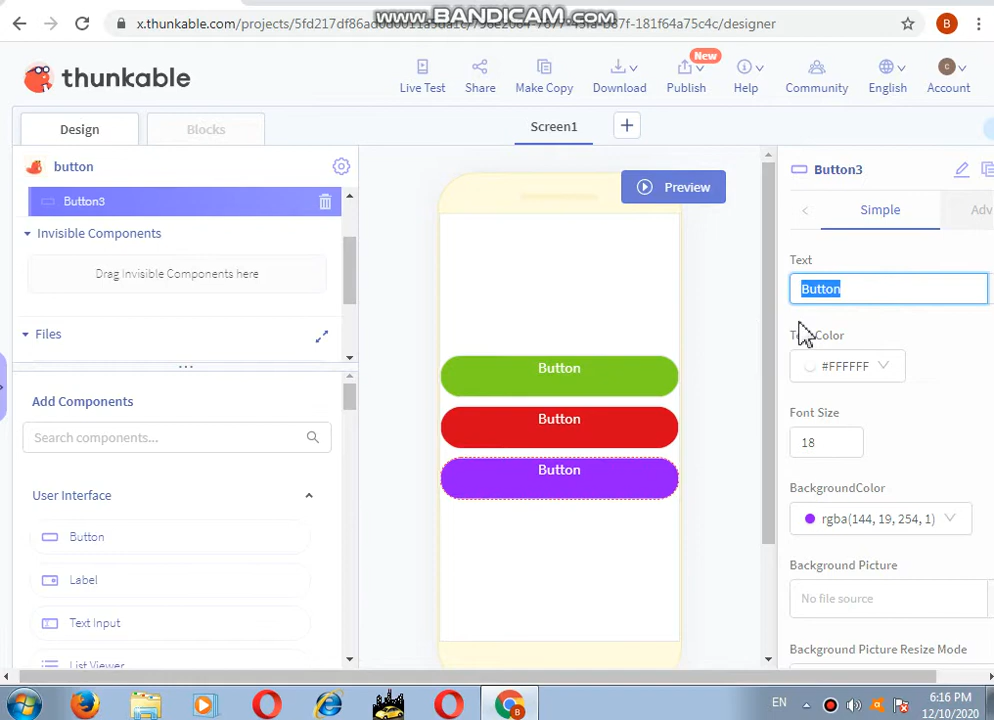 www.BANDICAM.com
x.thunkable.com/projects/
/designer
B
thunkable
Live Test
Share
Make Copy
Download
New
Publish
Help
Community
English
c
Account
Design
Blocks
Screen1
+
button
Button3
Invisible Components
Drag Invisible Components here
Files
Add Components
Search components...
User Interface
Button
Label
Text Input
List Viewer
Preview
Button
Button
Button
Button3
Simple
Text
Button
Color
#FFFFFF
Font Size
18
BackgroundColor
rgba(144, 19, 254, 1)
Background Picture
No file source
Background Picture Resize Mode
EN
B
6:16 PM
12/10/2020